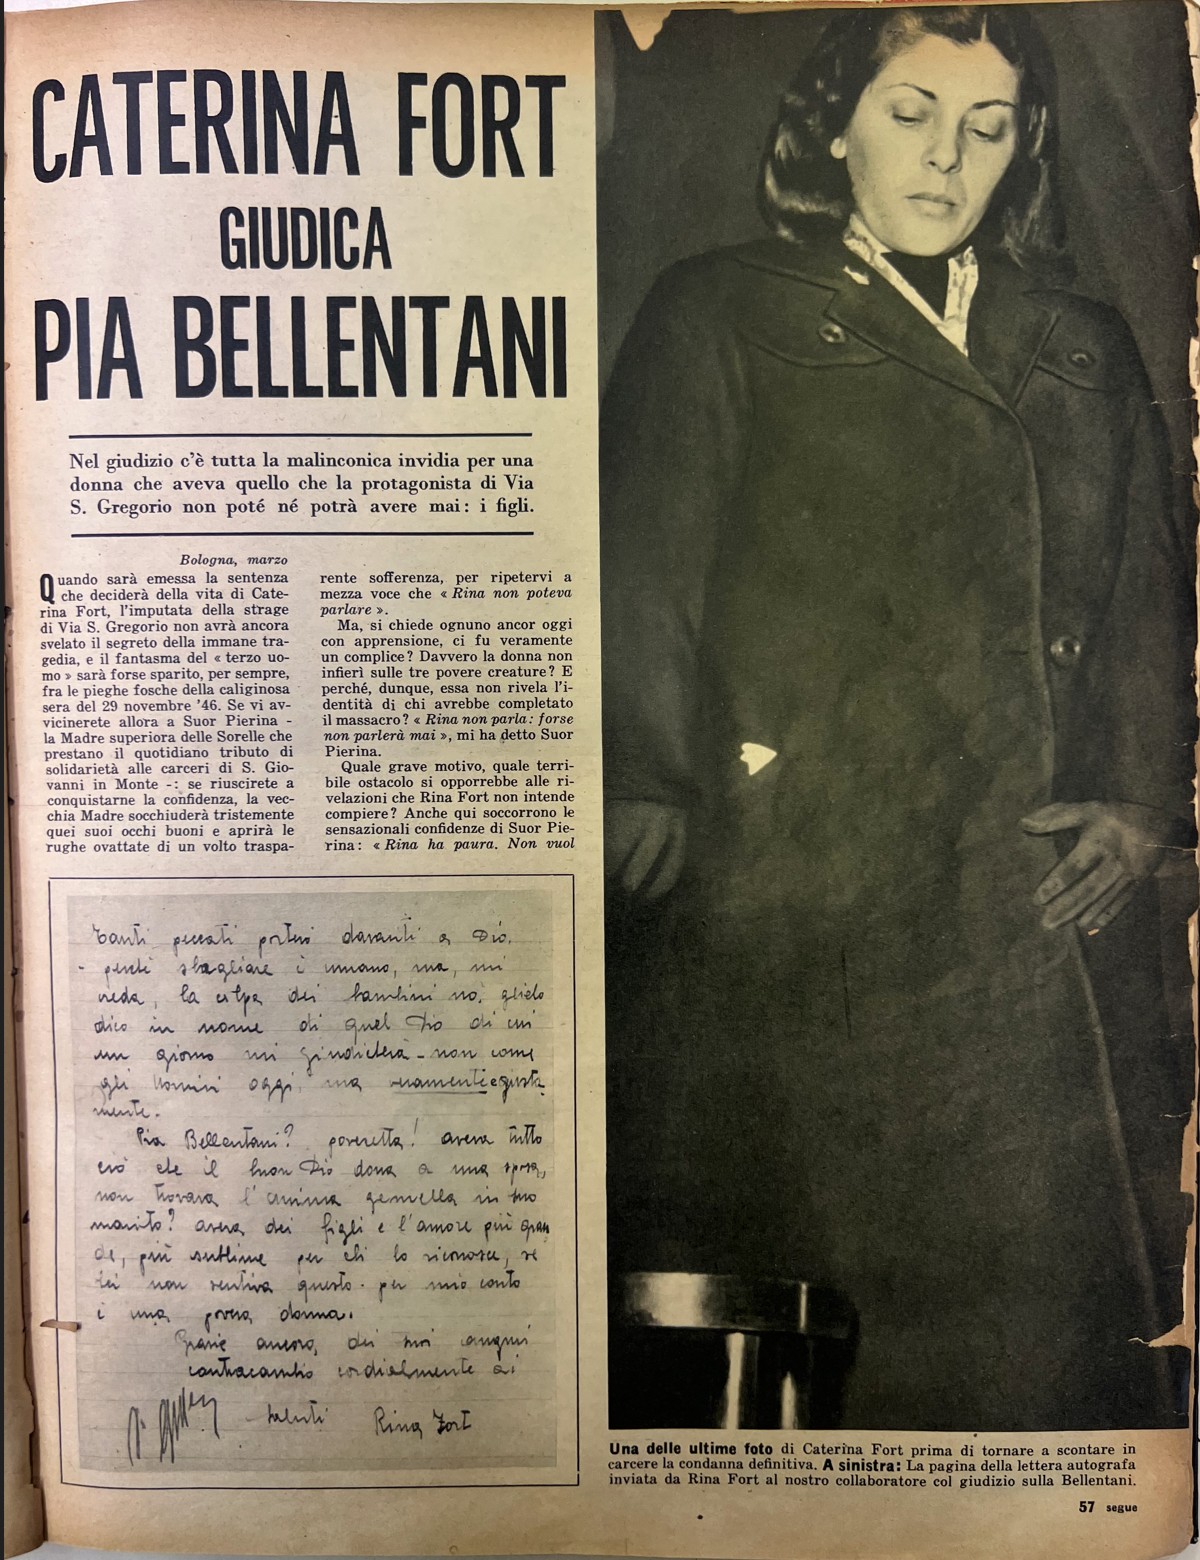 CATERINA FORT
GIUDICA
PIA BELLENTANI
Nel giudizio c'è tutta la malinconica invidia per una
donna che aveva quello che la protagonista di Via
S. Gregorio non poté né potrà avere mai: i figli.
Bologna, marzo
Quando sarà emessa la sentenza
che deciderà della vita di Cate-
rina Fort, l'imputata della strage
di Via S. Gregorio non avrà ancora
svelato il segreto della immane tra-
gedia, e il fantasma del « terzo uo-
mo » sarà forse sparito, per sempre,
fra le pieghe fosche della caliginosa
sera del 29 novembre '46. Se vi av-
vicinerete allora a Suor Pierina -
la Madre superiora delle Sorelle che
prestano il quotidiano tributo di
solidarietà alle carceri di S. Gio-
vanni in Monte -: se riuscirete a
conquistarne la confidenza, la vec-
chia Madre socchiuderà tristemente
quei suoi occhi buoni e aprirà le
rughe ovattate di un volto traspa-
rente sofferenza, per ripetervi a
mezza voce che « Rina non poteva
parlare ».
Ma, si chiede ognuno ancor oggi
con apprensione, ci fu veramente
un complice? Davvero la donna non
infierì sulle tre povere creature? E
perché, dunque, essa non rivela l'i-
dentità di chi avrebbe completato
il massacro? « Rina non parla: forse
non parlerà mai », mi ha detto Suor
Pierina.
Quale grave motivo, quale terri-
bile ostacolo si opporrebbe alle ri-
velazioni che Rina Fort non intende
compiere? Anche qui soccorrono le
sensazionali confidenze di Suor Pie-
rina: « Rina ha paura. Non vuol
Tanti peccati porterò davanti a Dio.
- perché sbagliare è umano, ma, mi
creda, la colpa dei bambini no, glielo
dico in nome di quel Dio di cui
un giorno mi giudicherà - non come
gli uomini oggi, ma veramente e giusta
mente.
Pia Bellentani? poveretta! aveva tutto
ciò che il buon Dio dona a una sposa,
non trovava l'anima gemella in suo
marito? aveva dei figli e l'amore più gran
de, più sublime per chi lo riconosce, se
lei non sentiva questo - per mio conto
è una povera donna.
Grazie ancora, dei suoi auguri
contracambio cordialmente ai
saluti Rina Fort
Una delle ultime foto di Caterina Fort prima di tornare a scontare in
carcere la condanna definitiva. A sinistra: La pagina della lettera autografa
inviata da Rina Fort al nostro collaboratore col giudizio sulla Bellentani.
57 segue